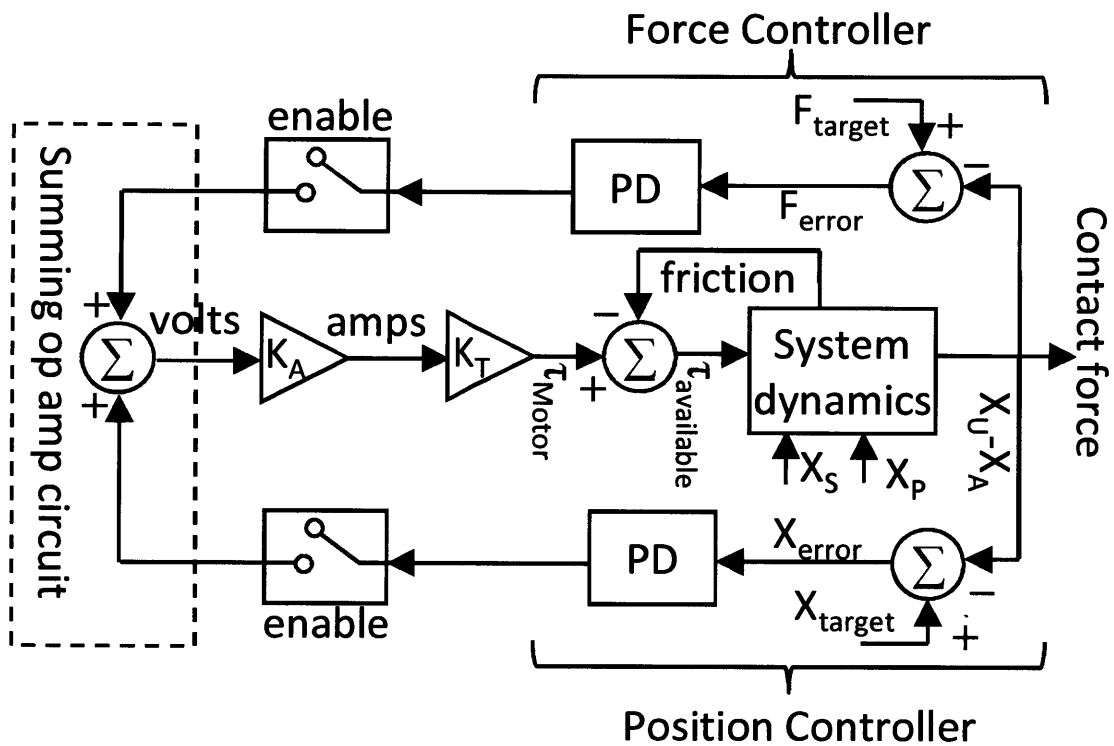 Force Controller
enable
F_target
+
−
Σ
PD
F_error
Summing op amp circuit
Contact force
friction
+
volts
amps
−
Σ
K_A
K_T
Σ
System dynamics
+
+
τ_Motor
τ_available
X_U-X_A
X_S
X_P
PD
X_error
Σ
−
X_target
+
enable
Position Controller